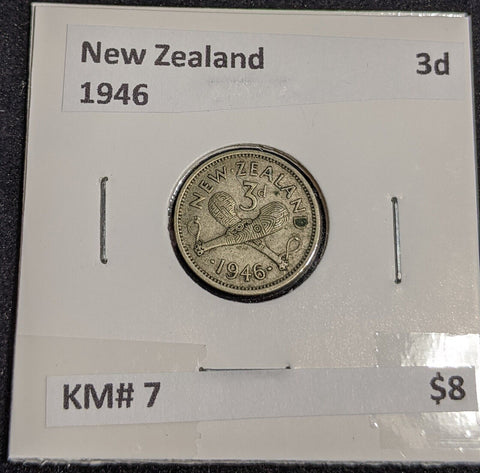 New Zealand 3d
1946
NEW·ZEALAND
3d
·1946·
KM# 7 $8